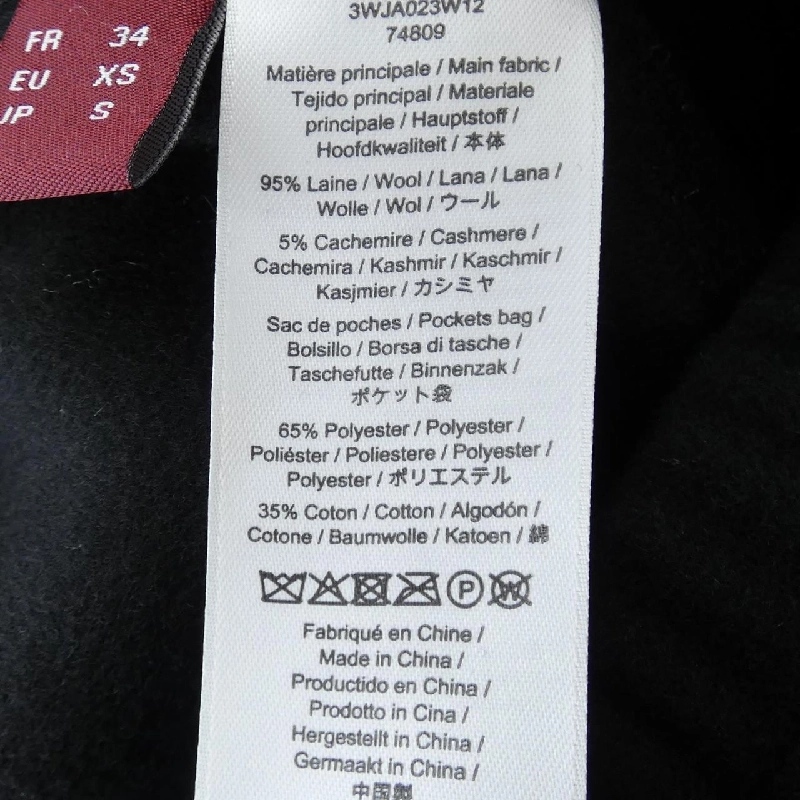 FR 34
EU XS
JP S
3WJA023W12
74809
Matière principale / Main fabric /
Tejido principal / Materiale
principale / Hauptstoff /
Hoofdkwaliteit / 本体
95% Laine / Wool / Lana / Lana /
Wolle / Wol / ウール
5% Cachemire / Cashmere /
Cachemira / Kashmir / Kaschmir /
Kasjmier / カシミヤ
Sac de poches / Pockets bag /
Bolsillo / Borsa di tasche /
Taschefutte / Binnenzak /
ポケット袋
65% Polyester / Polyester /
Poliéster / Poliestere / Polyester /
Polyester / ポリエステル
35% Coton / Cotton / Algodón /
Cotone / Baumwolle / Katoen / 綿
P W
Fabriqué en Chine /
Made in China /
Productido en China /
Prodotto in Cina /
Hergestellt in China /
Germaakt in China /
中国製